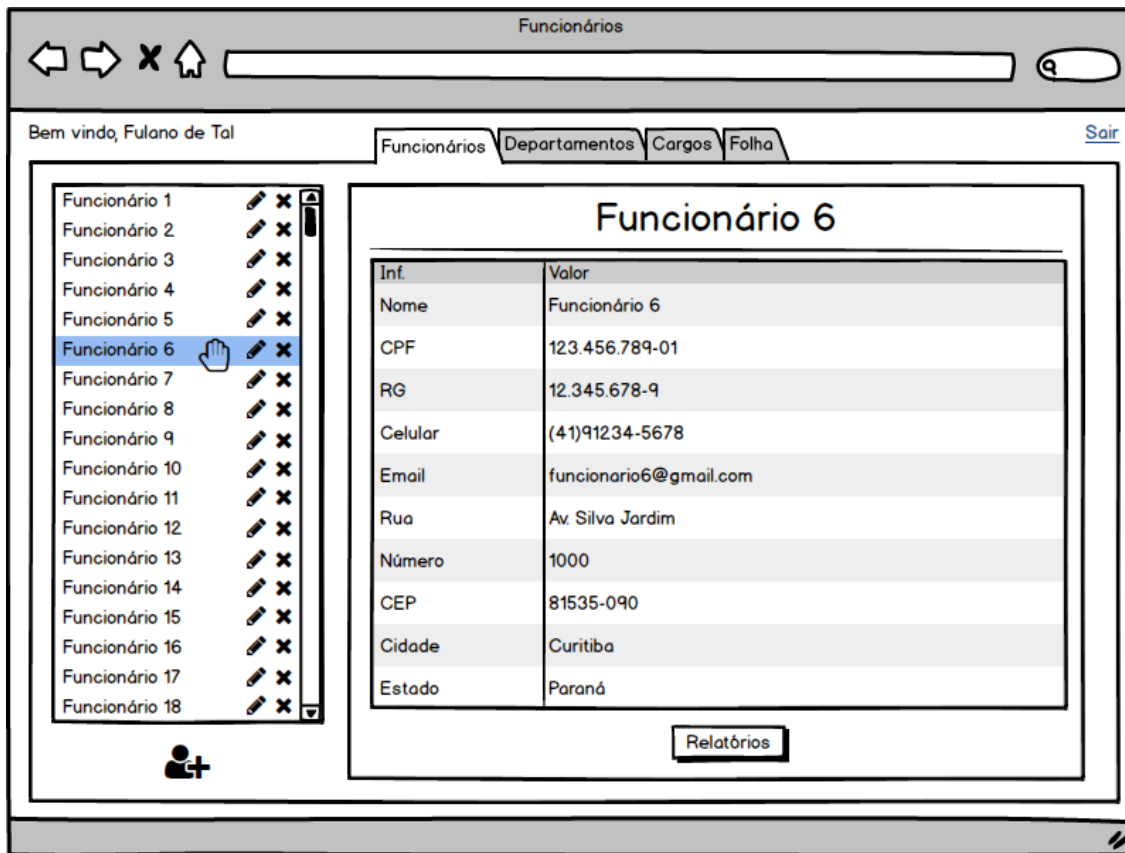 Funcionários
Bem vindo, Fulano de Tal
Funcionários Departamentos Cargos Folha
Sair
Funcionário 1
Funcionário 2
Funcionário 3
Funcionário 4
Funcionário 5
Funcionário 6
Funcionário 7
Funcionário 8
Funcionário 9
Funcionário 10
Funcionário 11
Funcionário 12
Funcionário 13
Funcionário 14
Funcionário 15
Funcionário 16
Funcionário 17
Funcionário 18
Funcionário 6
Inf. Valor
Nome Funcionário 6
CPF 123.456.789-01
RG 12.345.678-9
Celular (41)91234-5678
Email funcionario6@gmail.com
Rua Av. Silva Jardim
Número 1000
CEP 81535-090
Cidade Curitiba
Estado Paraná
Relatórios